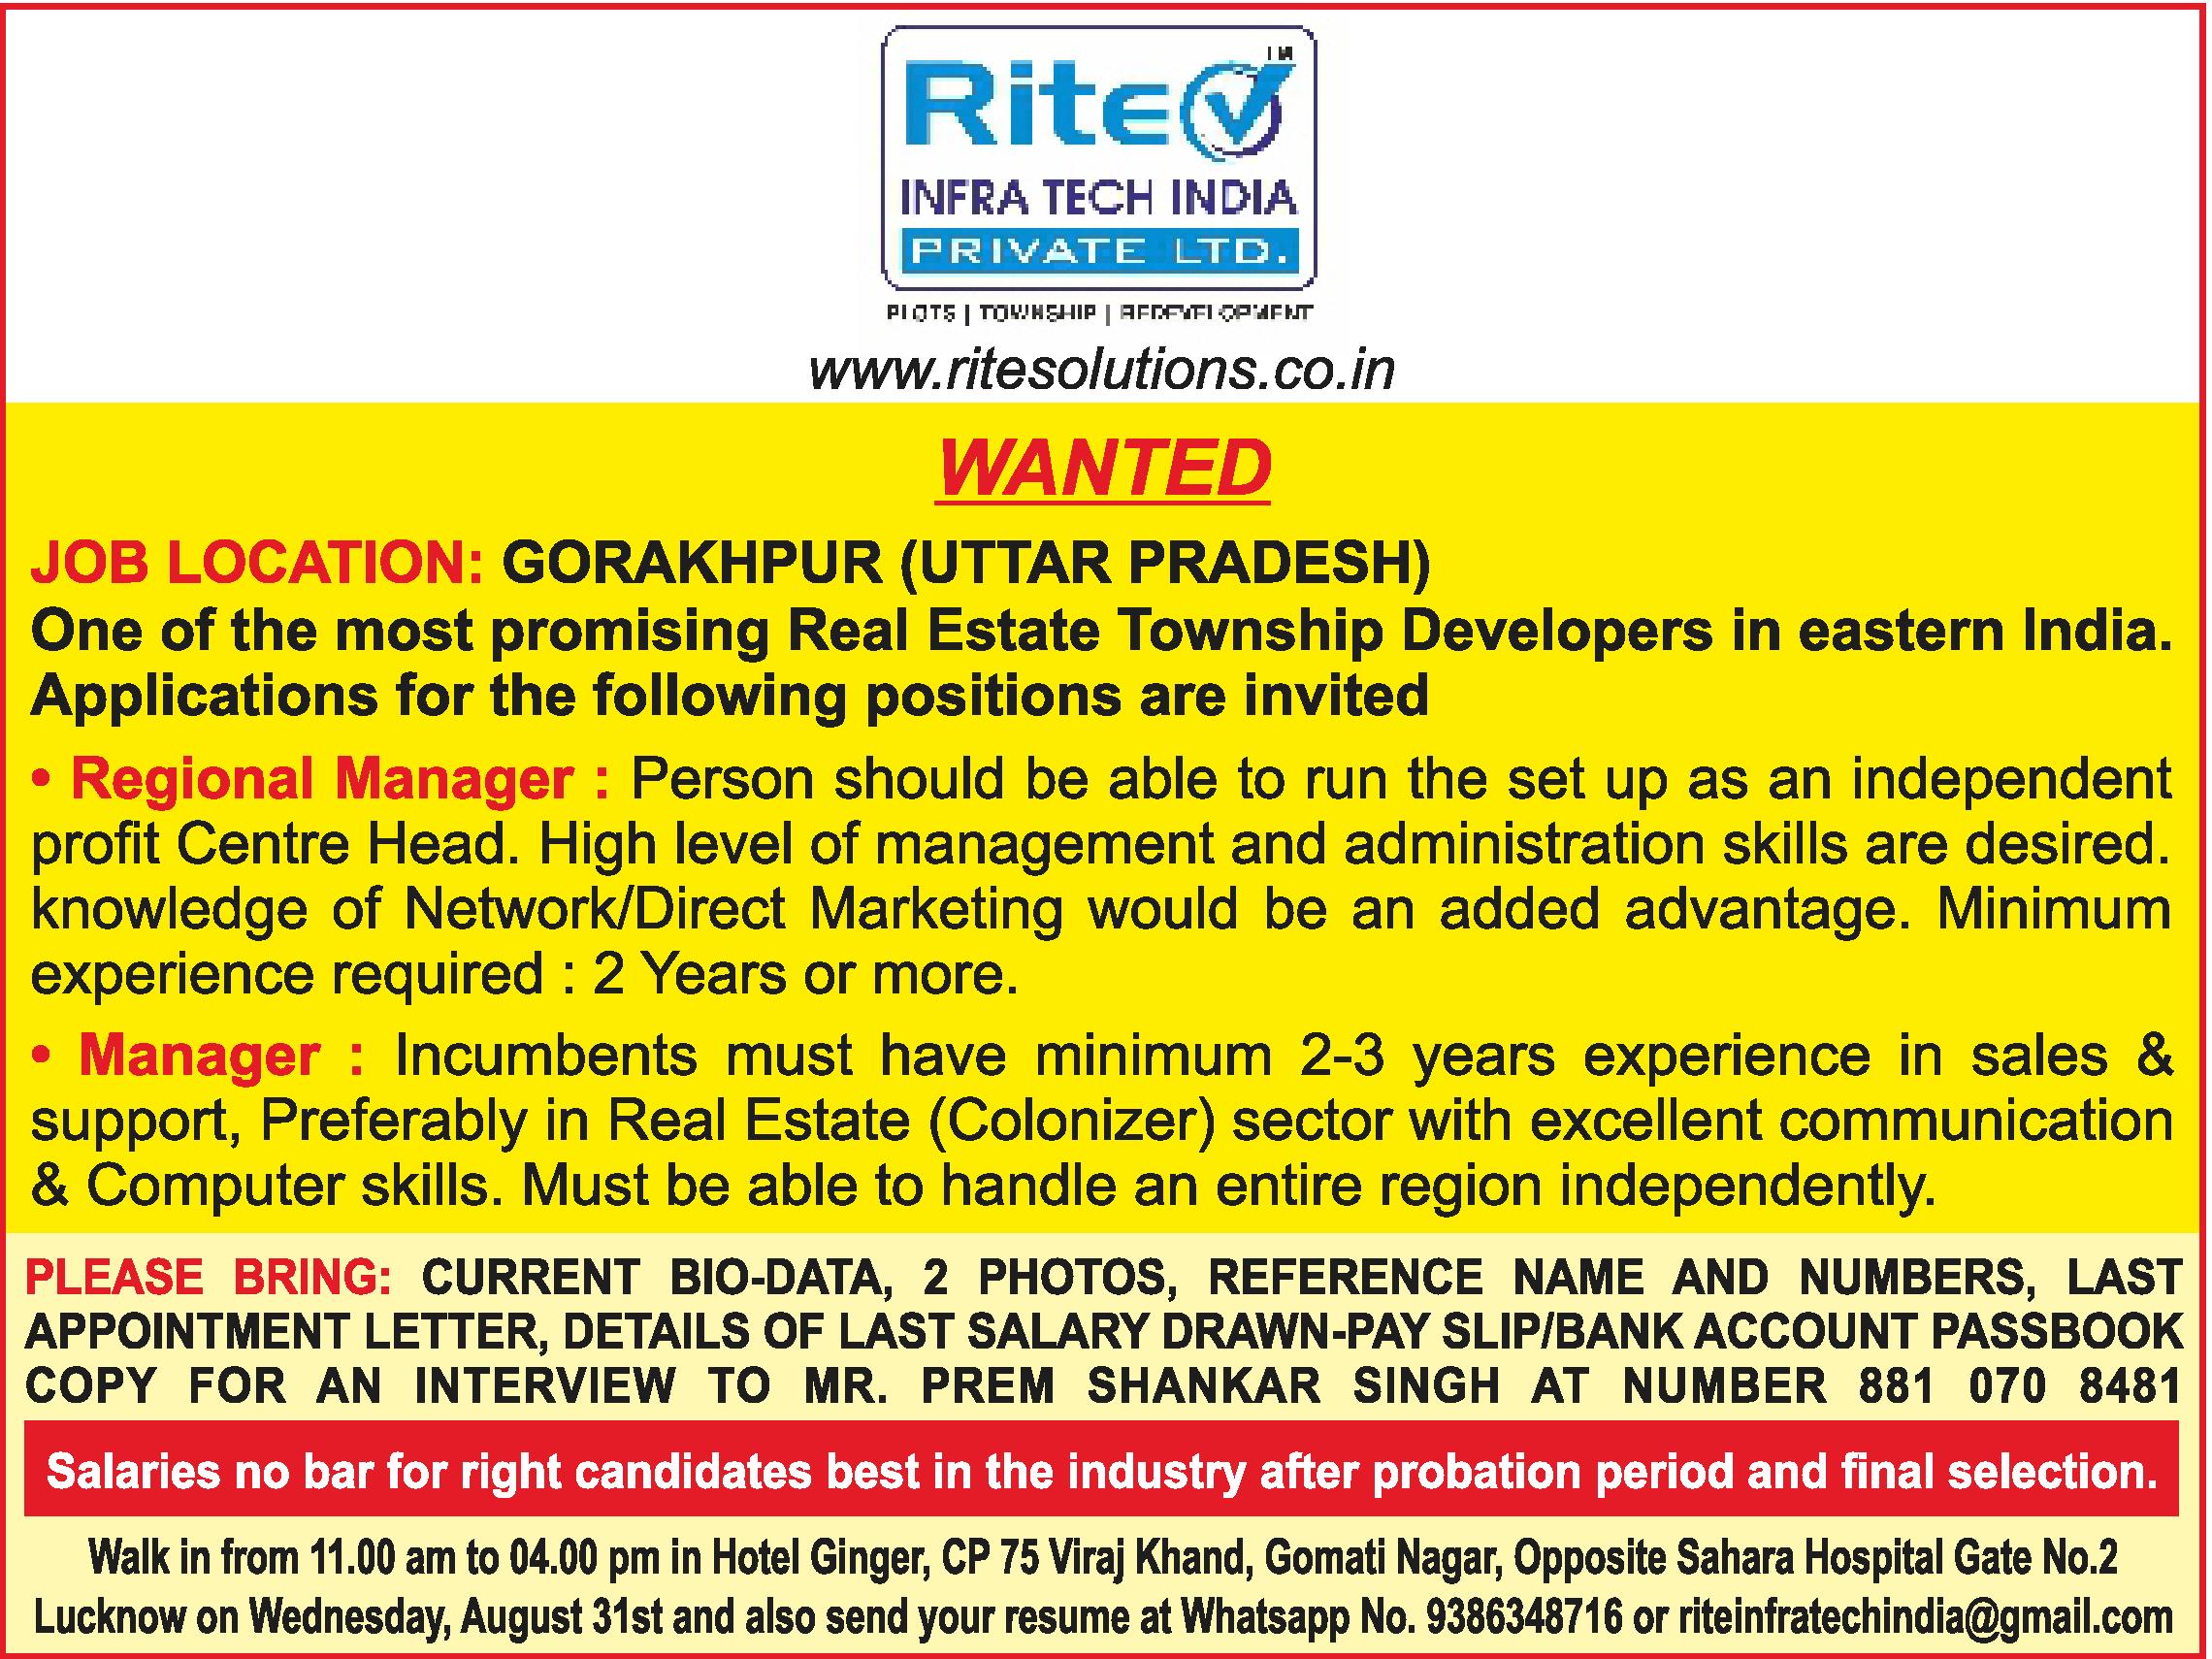 Rite TM
INFRA TECH INDIA
PRIVATE LTD.
PLOTS | TOWNSHIP | REDEVELOPMENT
www.ritesolutions.co.in
WANTED
JOB LOCATION: GORAKHPUR (UTTAR PRADESH)
One of the most promising Real Estate Township Developers in eastern India.
Applications for the following positions are invited
• Regional Manager : Person should be able to run the set up as an independent
profit Centre Head. High level of management and administration skills are desired.
knowledge of Network/Direct Marketing would be an added advantage. Minimum
experience required : 2 Years or more.
• Manager : Incumbents must have minimum 2-3 years experience in sales &
support, Preferably in Real Estate (Colonizer) sector with excellent communication
& Computer skills. Must be able to handle an entire region independently.
PLEASE BRING: CURRENT BIO-DATA, 2 PHOTOS, REFERENCE NAME AND NUMBERS, LAST
APPOINTMENT LETTER, DETAILS OF LAST SALARY DRAWN-PAY SLIP/BANK ACCOUNT PASSBOOK
COPY FOR AN INTERVIEW TO MR. PREM SHANKAR SINGH AT NUMBER 881 070 8481
Salaries no bar for right candidates best in the industry after probation period and final selection.
Walk in from 11.00 am to 04.00 pm in Hotel Ginger, CP 75 Viraj Khand, Gomati Nagar, Opposite Sahara Hospital Gate No.2
Lucknow on Wednesday, August 31st and also send your resume at Whatsapp No. 9386348716 or riteinfratechindia@gmail.com